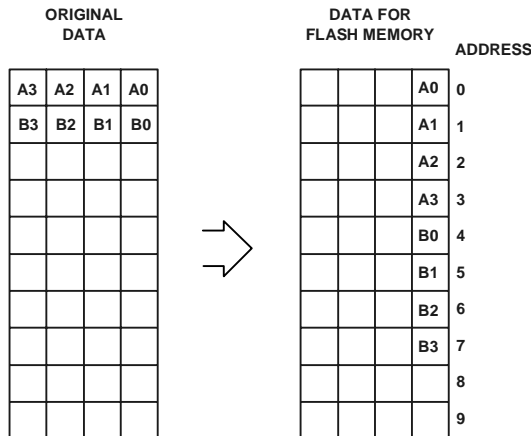 ORIGINAL
DATA
DATA FOR
FLASH MEMORY
ADDRESS
A3 A2 A1 A0
B3 B2 B1 B0
A0 0
A1 1
A2 2
A3 3
B0 4
B1 5
B2 6
B3 7
8
9